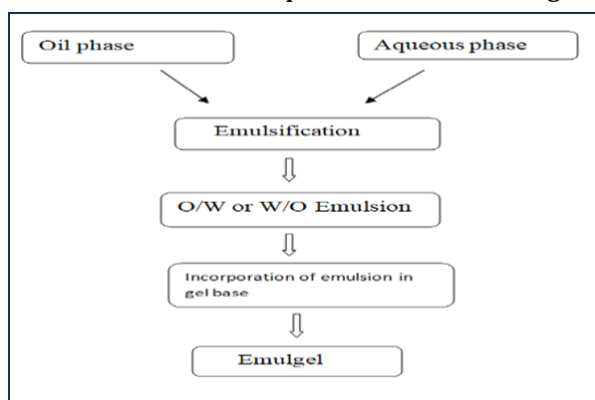 Oil phase
Aqueous phase
Emulsification
O/W or W/O Emulsion
Incorporation of emulsion in
gel base
Emulgel